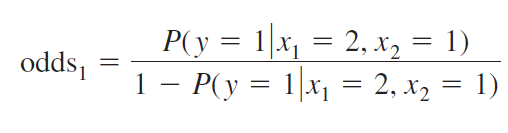 odds₁ = P(y = 1|x₁ = 2, x₂ = 1)
1 − P(y = 1|x₁ = 2, x₂ = 1)